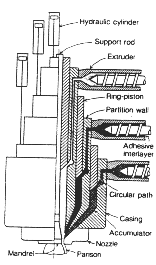 Hydraulic cylinder
Support rod
Extruder
Ring-piston
Partition wall
Adhesive
interlayer
Circular path
Casing
Accumulator
Nozzle
Mandrel
Parison